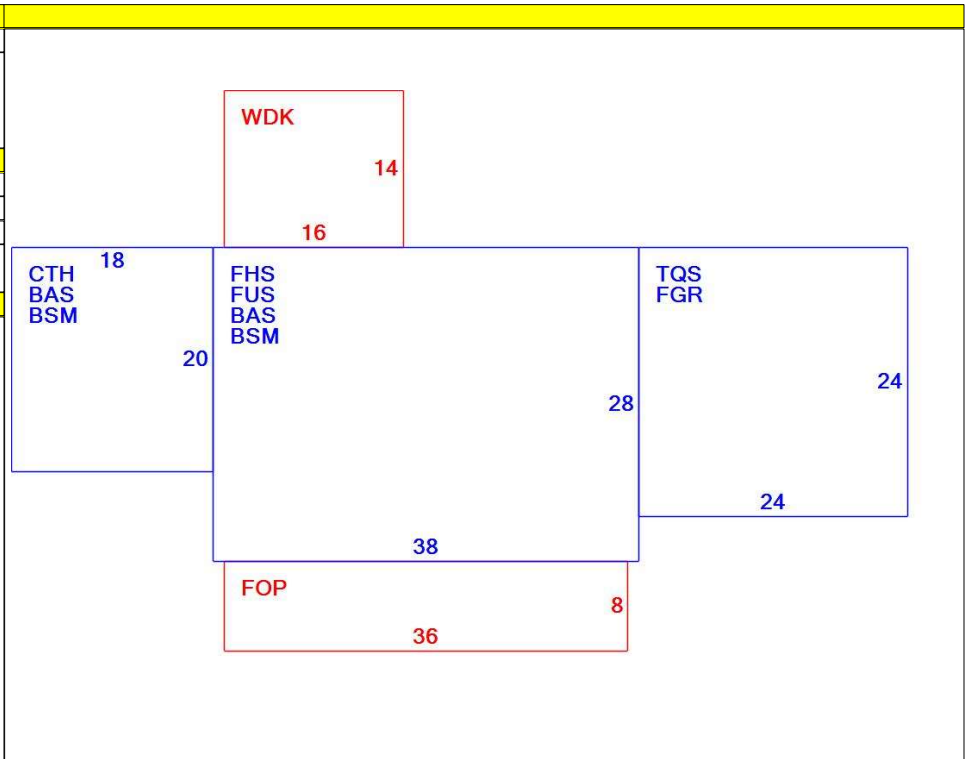 WDK
14
16
18
CTH
BAS
BSM
20
FHS
FUS
BAS
BSM
28
38
TQS
FGR
24
24
FOP
8
36